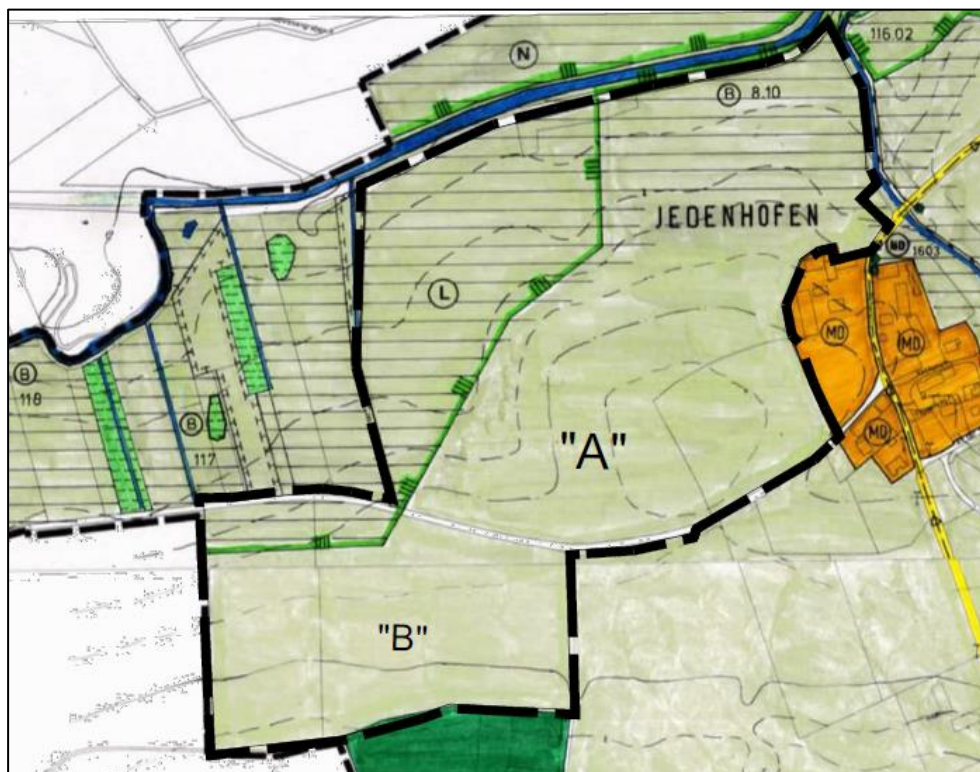 116.02
N
B 8.10
JEDENHOFEN
ND 1603
L
MD
MD
B
118
B
117
MD
"A"
"B"